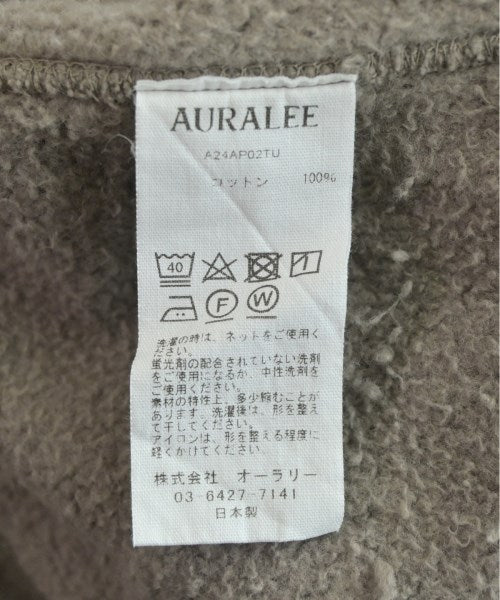 AURALEE
A24AP02TU
コットン 100%
40
F W
洗濯の時は、ネットをご使用く
ださい。
蛍光剤の配合されていない洗剤
をご使用になるか、中性洗剤を
ご使用ください。
素材の特性上、多少縮むことが
あります。洗濯後は、形を整え
て干してください。
アイロンは、形を整える程度に
軽くかけてください。
株式会社 オーラリー
03-6427-7141
日本製